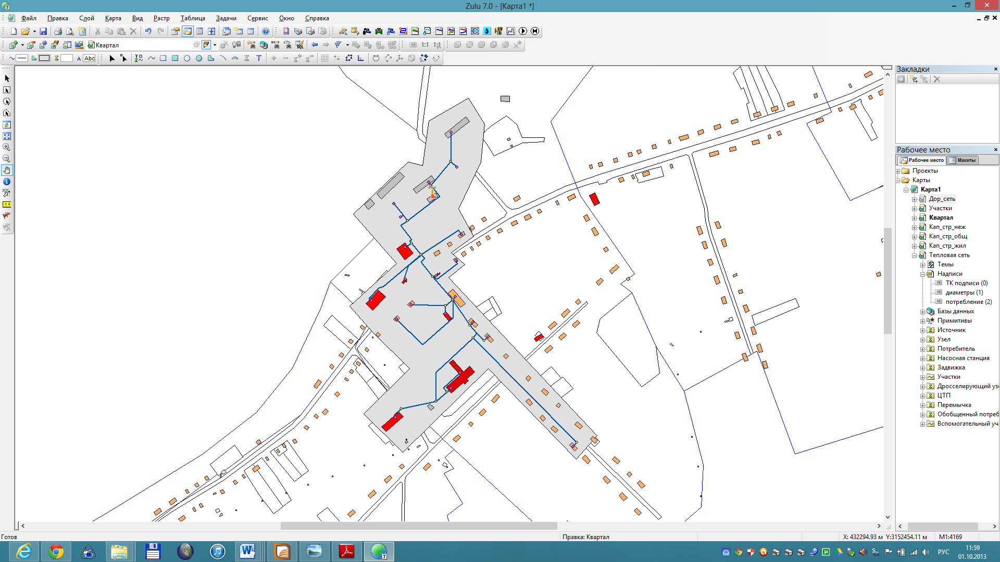 Zulu 7.0 - [Карта1 *]
Файл Правка Слой Карта Вид Растр Таблица Задачи Сервис Окно Справка
Квартал
SQL
1:1
A Abc
Закладки
Рабочее место
Рабочее место Макеты
Проекты
Карты
Карта1
Дор_сеть
Участки
Квартал
Кап_стр_неж
Кап_стр_общ
Кап_стр_жил
Тепловая сеть
Темы
Надписи
ТК подписи (0)
диаметры (1)
потребление (2)
Базы данных
Примитивы
Источник
Узел
Потребитель
Насосная станция
Задвижка
Участки
Дросселирующий узе
ЦТП
Перемычка
Обобщенный потреб
Вспомогательный уч
Готов
Правка: Квартал
X: 432294.93 м Y:3152454.11 м
М1:4169
РУС
11:59
01.10.2013